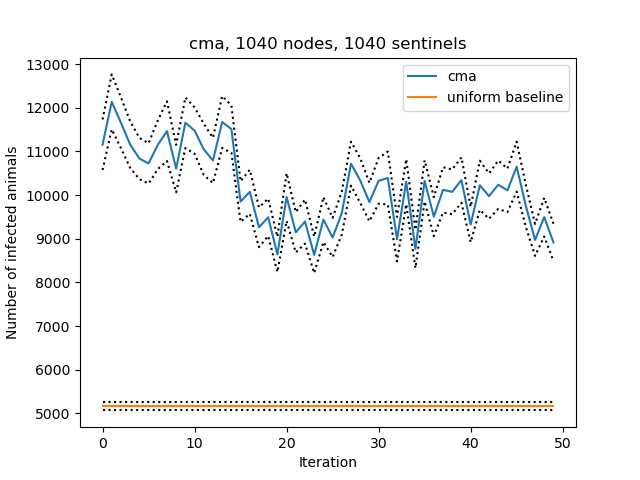 cma, 1040 nodes, 1040 sentinels
cma
uniform baseline
Number of infected animals
13000
12000
11000
10000
9000
8000
7000
6000
5000
0 10 20 30 40 50
Iteration